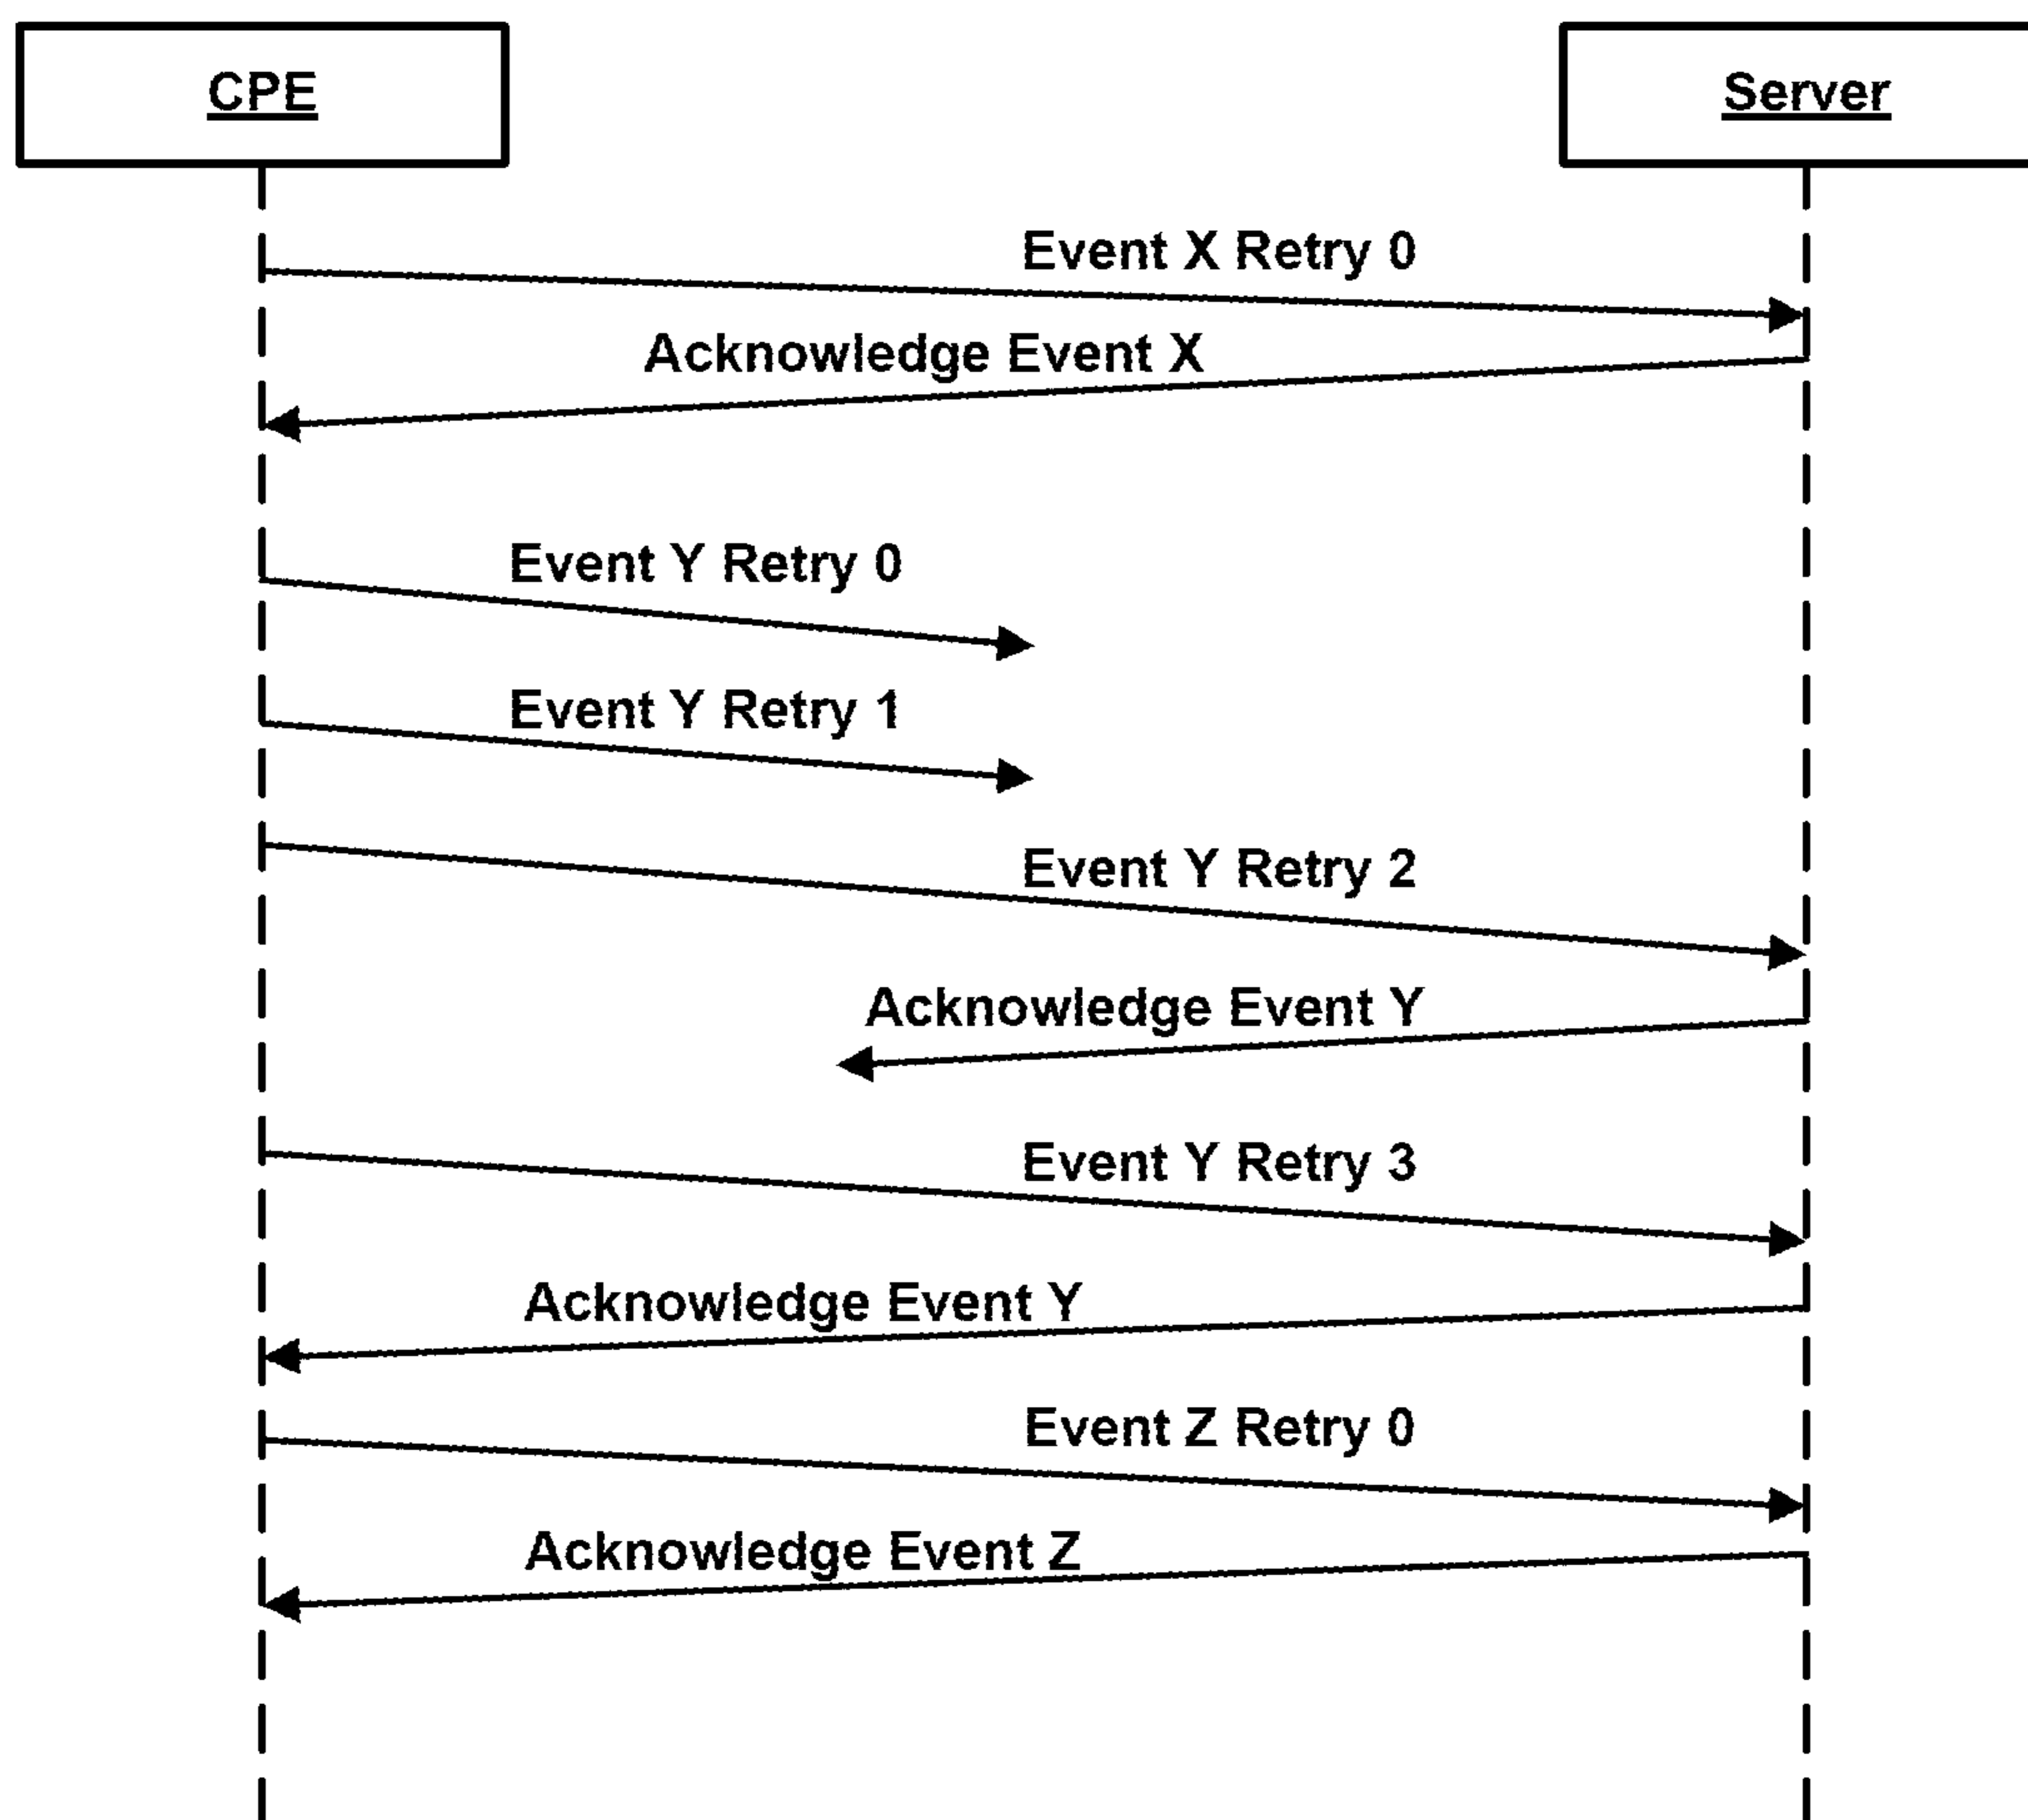 CPE
Server
Event X Retry 0
Acknowledge Event X
Event Y Retry 0
Event Y Retry 1
Event Y Retry 2
Acknowledge Event Y
Event Y Retry 3
Acknowledge Event Y
Event Z Retry 0
Acknowledge Event Z